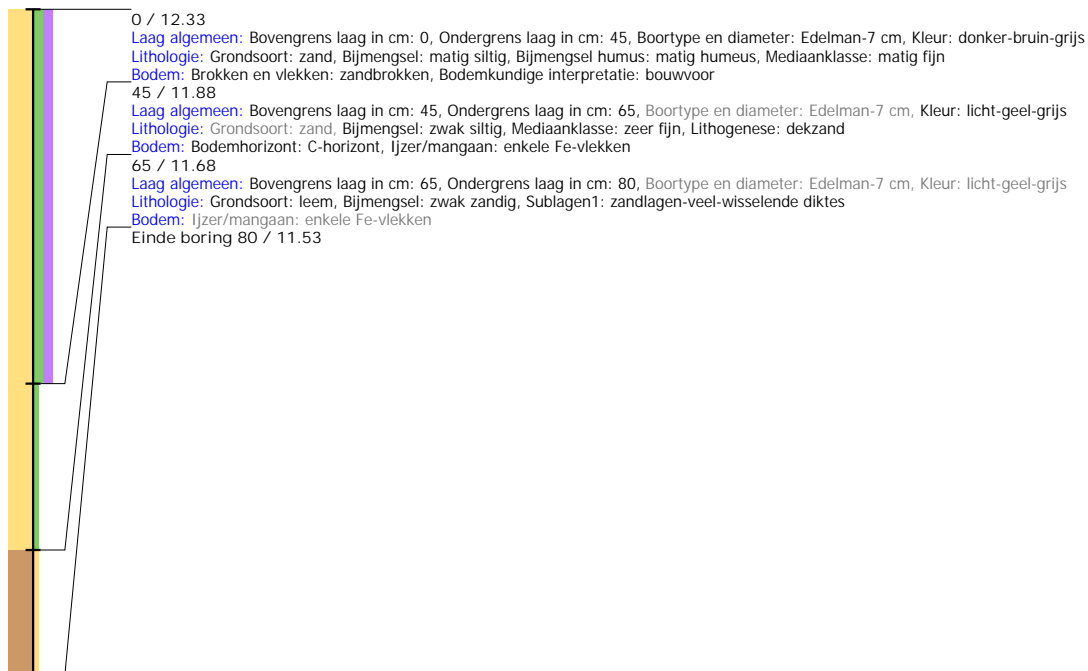 0 / 12.33
Laag algemeen: Bovengrens laag in cm: 0, Ondergrens laag in cm: 45, Boortype en diameter: Edelman-7 cm, Kleur: donker-bruin-grijs
Lithologie: Grondsoort: zand, Bijmengsel: matig siltig, Bijmengsel humus: matig humeus, Mediaanklasse: matig fijn
Bodem: Brokken en vlekken: zandbrokken, Bodemkundige interpretatie: bouwvoor
45 / 11.88
Laag algemeen: Bovengrens laag in cm: 45, Ondergrens laag in cm: 65, Boortype en diameter: Edelman-7 cm, Kleur: licht-geel-grijs
Lithologie: Grondsoort: zand, Bijmengsel: zwak siltig, Mediaanklasse: zeer fijn, Lithogenese: dekzand
Bodem: Bodemhorizont: C-horizont, Ijzer/mangaan: enkele Fe-vlekken
65 / 11.68
Laag algemeen: Bovengrens laag in cm: 65, Ondergrens laag in cm: 80, Boortype en diameter: Edelman-7 cm, Kleur: licht-geel-grijs
Lithologie: Grondsoort: leem, Bijmengsel: zwak zandig, Sublagen1: zandlagen-veel-wisselende diktes
Bodem: Ijzer/mangaan: enkele Fe-vlekken
Einde boring 80 / 11.53